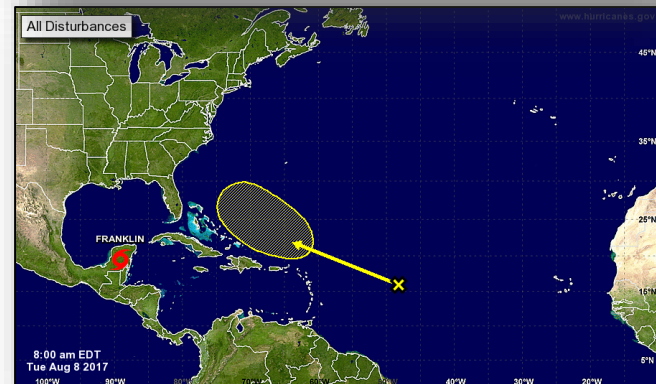 All Disturbances
www.hurricanes.gov
45°N
35°N
25°N
FRANKLIN
15°N
8:00 am EDT
Tue Aug 8 2017
5°N
100°W
90°W
80°W
70°W
60°W
50°W
40°W
30°W
20°W